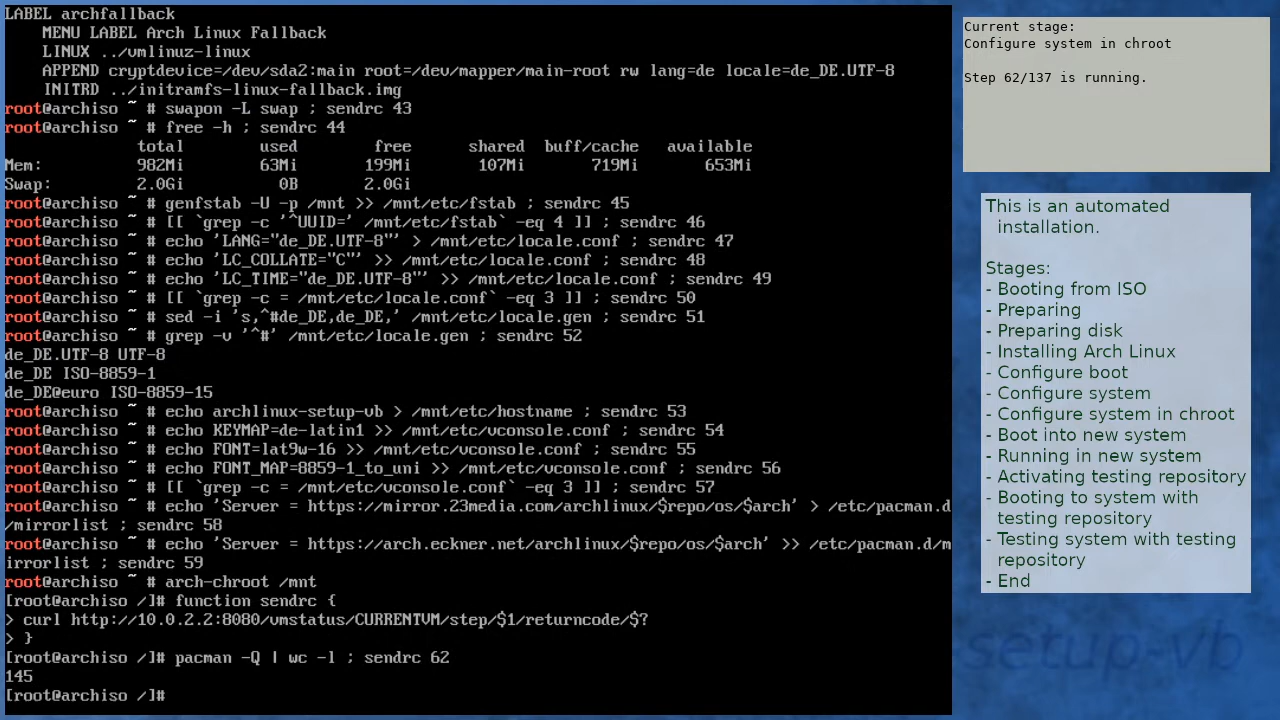 LABEL archfallback
    MENU LABEL Arch Linux Fallback
    LINUX ../vmlinuz-linux
    APPEND cryptdevice=/dev/sda2:main root=/dev/mapper/main-root rw lang=de locale=de_DE.UTF-8
    INITRD ../initramfs-linux-fallback.img
root@archiso ~ # swapon -L swap ; sendrc 43
root@archiso ~ # free -h ; sendrc 44
              total        used        free      shared  buff/cache   available
Mem:          982Mi        63Mi       199Mi       107Mi       719Mi       653Mi
Swap:         2.0Gi          0B       2.0Gi
root@archiso ~ # genfstab -U -p /mnt >> /mnt/etc/fstab ; sendrc 45
root@archiso ~ # [[ `grep -c '^UUID=' /mnt/etc/fstab` -eq 4 ]] ; sendrc 46
root@archiso ~ # echo 'LANG="de_DE.UTF-8"' > /mnt/etc/locale.conf ; sendrc 47
root@archiso ~ # echo 'LC_COLLATE="C"' >> /mnt/etc/locale.conf ; sendrc 48
root@archiso ~ # echo 'LC_TIME="de_DE.UTF-8"' >> /mnt/etc/locale.conf ; sendrc 49
root@archiso ~ # [[ `grep -c = /mnt/etc/locale.conf` -eq 3 ]] ; sendrc 50
root@archiso ~ # sed -i 's,^#de_DE,de_DE,' /mnt/etc/locale.gen ; sendrc 51
root@archiso ~ # grep -v '^#' /mnt/etc/locale.gen ; sendrc 52
de_DE.UTF-8 UTF-8
de_DE ISO-8859-1
de_DE@euro ISO-8859-15
root@archiso ~ # echo archlinux-setup-vb > /mnt/etc/hostname ; sendrc 53
root@archiso ~ # echo KEYMAP=de-latin1 >> /mnt/etc/vconsole.conf ; sendrc 54
root@archiso ~ # echo FONT=lat9w-16 >> /mnt/etc/vconsole.conf ; sendrc 55
root@archiso ~ # echo FONT_MAP=8859-1_to_uni >> /mnt/etc/vconsole.conf ; sendrc 56
root@archiso ~ # [[ `grep -c = /mnt/etc/vconsole.conf` -eq 3 ]] ; sendrc 57
root@archiso ~ # echo 'Server = https://mirror.23media.com/archlinux/$repo/os/$arch' > /etc/pacman.d
/mirrorlist ; sendrc 58
root@archiso ~ # echo 'Server = https://arch.eckner.net/archlinux/$repo/os/$arch' >> /etc/pacman.d/m
irrorlist ; sendrc 59
root@archiso ~ # arch-chroot /mnt
[root@archiso /]# function sendrc {
> curl http://10.0.2.2:8080/vmstatus/CURRENTVM/step/$1/returncode/$?
> }
[root@archiso /]# pacman -Q | wc -l ; sendrc 62
145
[root@archiso /]#
Current stage:
Configure system in chroot
Step 62/137 is running.
This is an automated
installation.
Stages:
- Booting from ISO
- Preparing
- Preparing disk
- Installing Arch Linux
- Configure boot
- Configure system
- Configure system in chroot
- Boot into new system
- Running in new system
- Activating testing repository
- Booting to system with
testing repository
- Testing system with testing
repository
- End
setup-vb